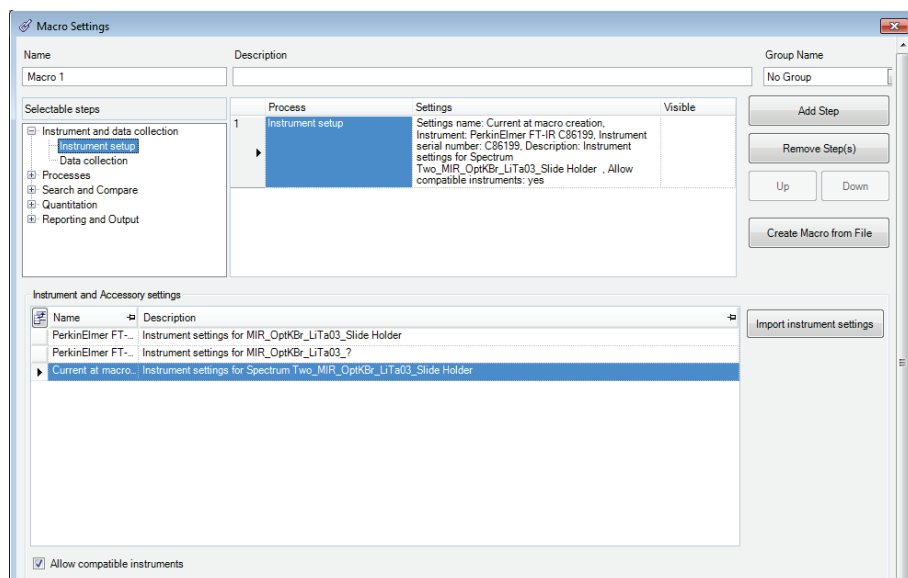 Macro Settings
Name
Description
Group Name
Macro 1
No Group
Selectable steps
Instrument and data collection
Instrument setup
Data collection
Processes
Search and Compare
Quantitation
Reporting and Output
Process
Settings
Visible
1
Instrument setup
Settings name: Current at macro creation,
Instrument: PerkinElmer FT-IR C86199, Instrument
serial number: C86199, Description: Instrument
settings for Spectrum
Two_MIR_OptKBr_LiTa03_Slide Holder , Allow
compatible instruments: yes
Add Step
Remove Step(s)
Up
Down
Create Macro from File
Instrument and Accessory settings
Name
Description
PerkinElmer FT-... Instrument settings for MIR_OptKBr_LiTa03_Slide Holder
PerkinElmer FT-... Instrument settings for MIR_OptKBr_LiTa03_?
Current at macro... Instrument settings for Spectrum Two_MIR_OptKBr_LiTa03_Slide Holder
Import instrument settings
Allow compatible instruments